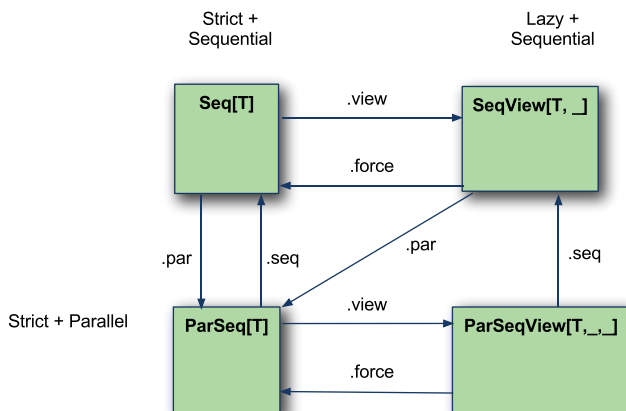 Strict +
Sequential
Lazy +
Sequential
Seq[T]
.view
SeqView[T, _]
.force
.par
.seq
.par
.seq
Strict + Parallel
ParSeq[T]
.view
ParSeqView[T,_,_]
.force